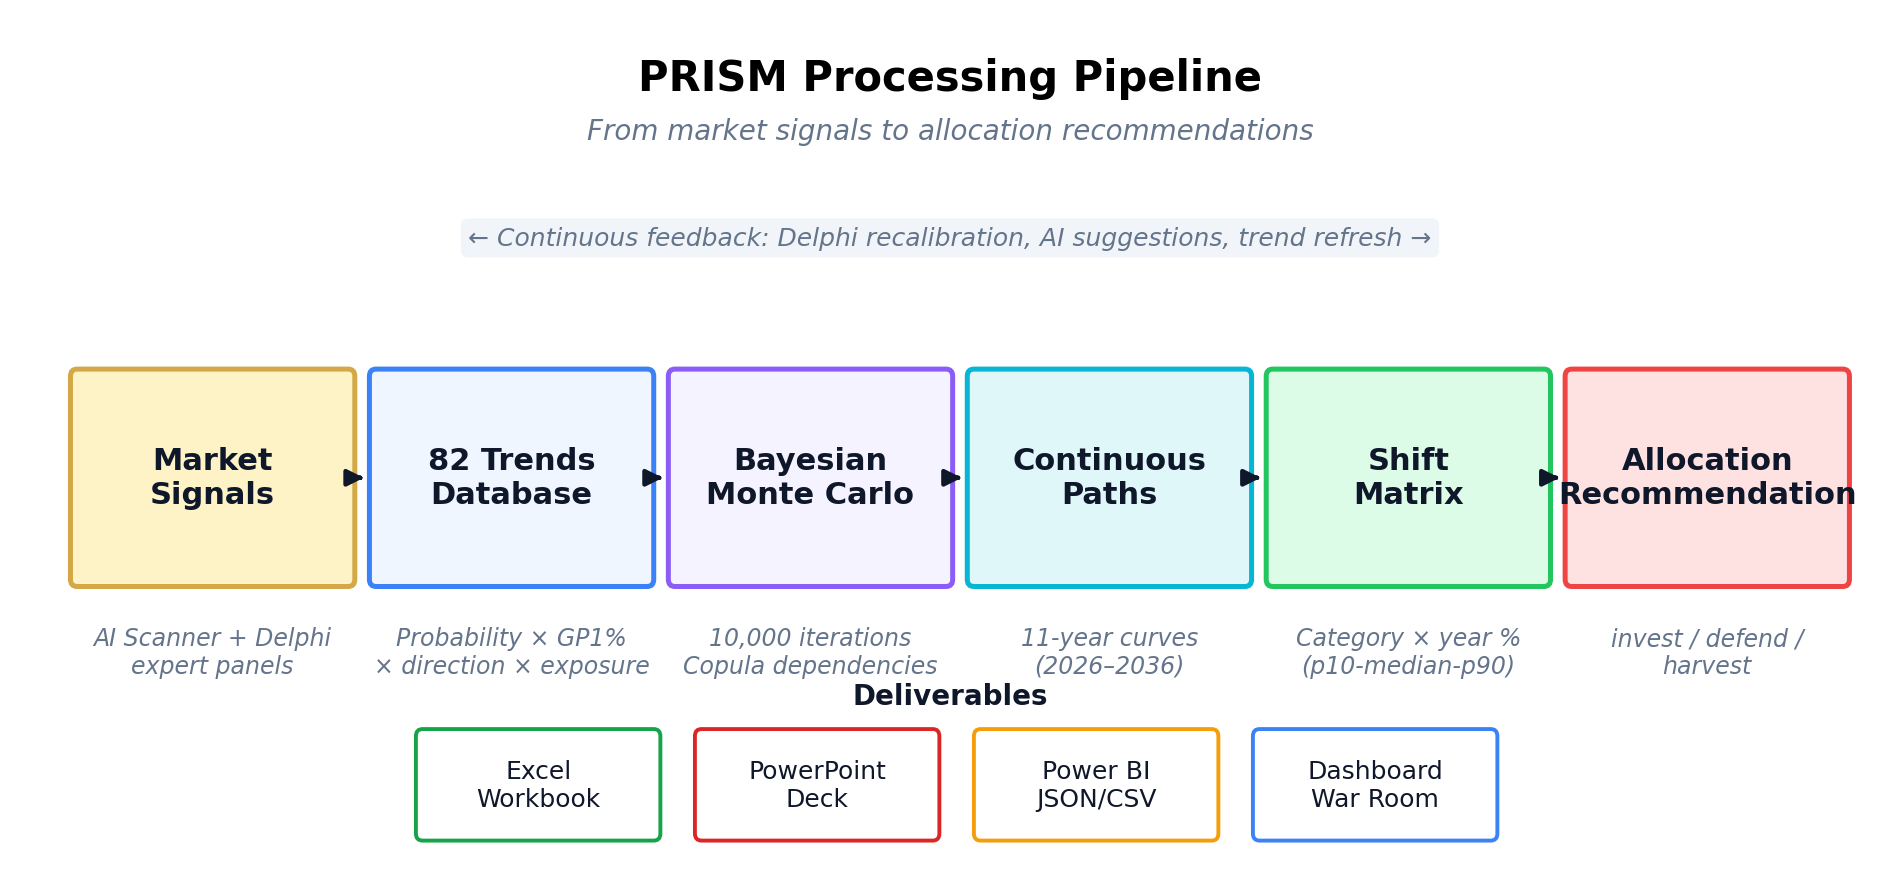 PRISM Processing Pipeline
From market signals to allocation recommendations
← Continuous feedback: Delphi recalibration, AI suggestions, trend refresh →
Market
Signals
82 Trends
Database
Bayesian
Monte Carlo
Continuous
Paths
Shift
Matrix
Allocation
Recommendation
AI Scanner + Delphi
expert panels
Probability × GP1%
× direction × exposure
10,000 iterations
Copula dependencies
11-year curves
(2026–2036)
Category × year %
(p10-median-p90)
invest / defend /
harvest
Deliverables
Excel
Workbook
PowerPoint
Deck
Power BI
JSON/CSV
Dashboard
War Room